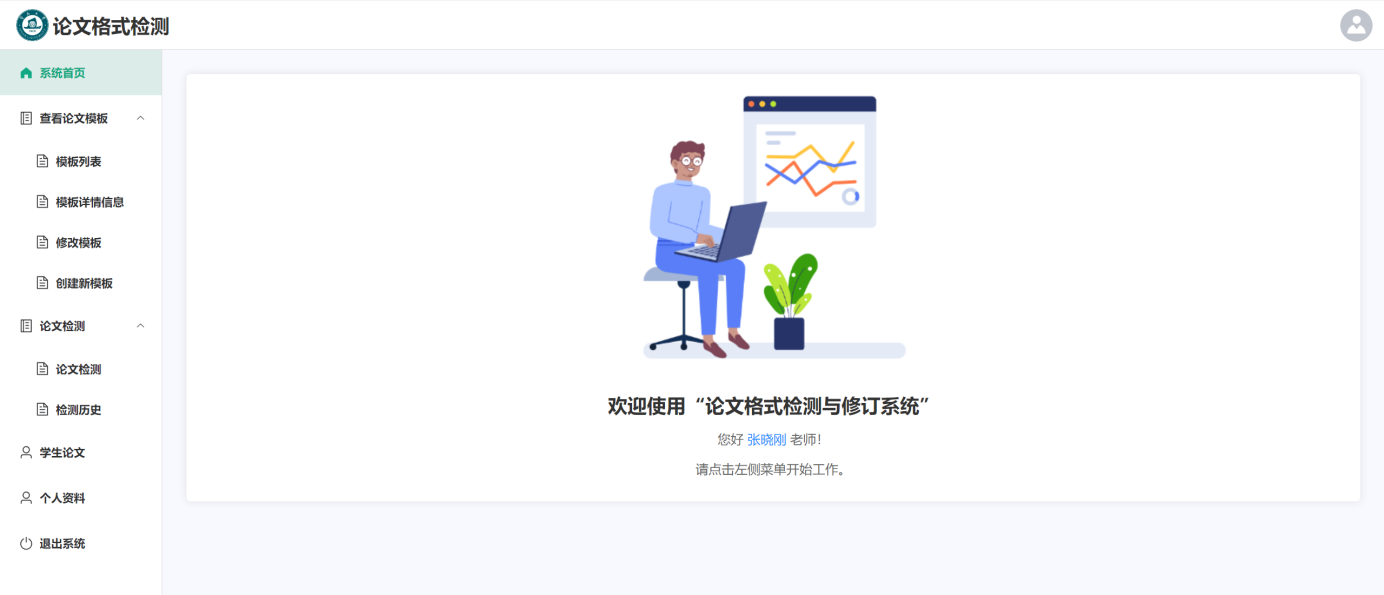 论文格式检测
系统首页
查看论文模板
模板列表
模板详情信息
修改模板
创建新模板
论文检测
论文检测
检测历史
学生论文
个人资料
退出系统
欢迎使用“论文格式检测与修订系统”
您好 张晓刚 老师！
请点击左侧菜单开始工作。